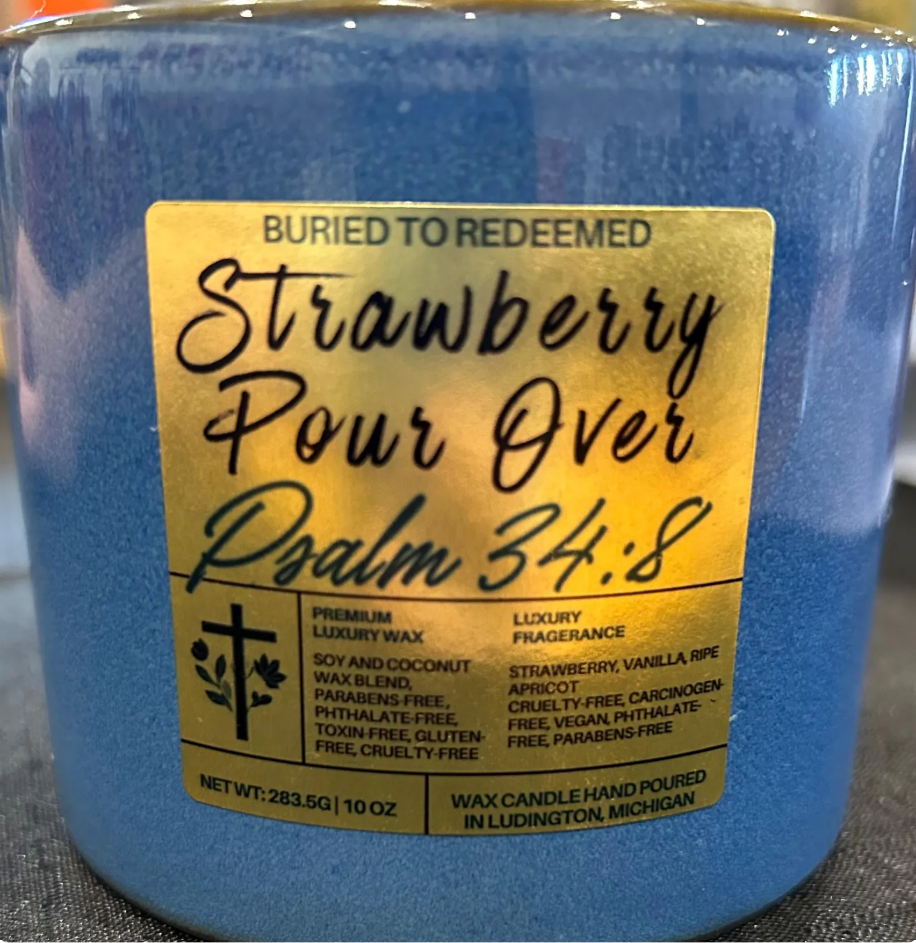 BURIED TO REDEEMED
Strawberry
Pour Over
Psalm 34:8
PREMIUM
LUXURY WAX
SOY AND COCONUT
WAX BLEND,
PARABENS-FREE,
PHTHALATE-FREE,
TOXIN-FREE, GLUTEN-
FREE, CRUELTY-FREE
LUXURY
FRAGERANCE
STRAWBERRY, VANILLA, RIPE
APRICOT
CRUELTY-FREE, CARCINOGEN-
FREE, VEGAN, PHTHALATE-
FREE, PARABENS-FREE
NET WT: 283.5G | 10 OZ
WAX CANDLE HAND POURED
IN LUDINGTON, MICHIGAN